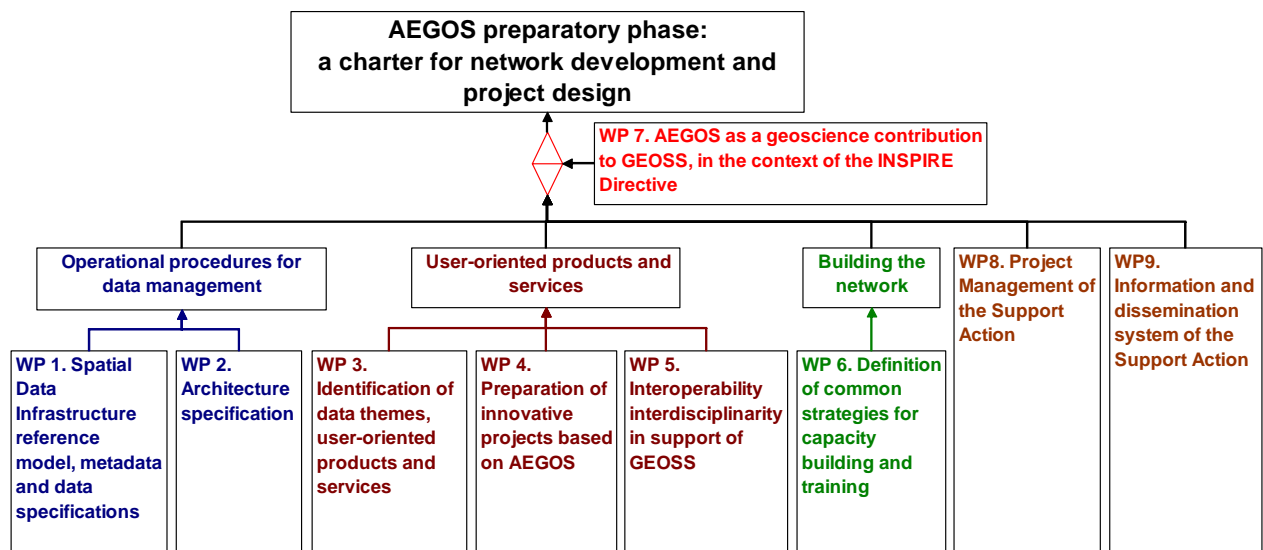 AEGOS preparatory phase:
a charter for network development and
project design
WP 7. AEGOS as a geoscience contribution
to GEOSS, in the context of the INSPIRE
Directive
Operational procedures for
data management
User-oriented products and
services
Building the
network
WP8. Project
Management of
the Support
Action
WP9.
Information and
dissemination
system of the
Support Action
WP 1. Spatial
Data
Infrastructure
reference
model, metadata
and data
specifications
WP 2.
Architecture
specification
WP 3.
Identification of
data themes,
user-oriented
products and
services
WP 4.
Preparation of
innovative
projects based
on AEGOS
WP 5.
Interoperability
interdisciplinarity
in support of
GEOSS
WP 6. Definition
of common
strategies for
capacity
building and
training